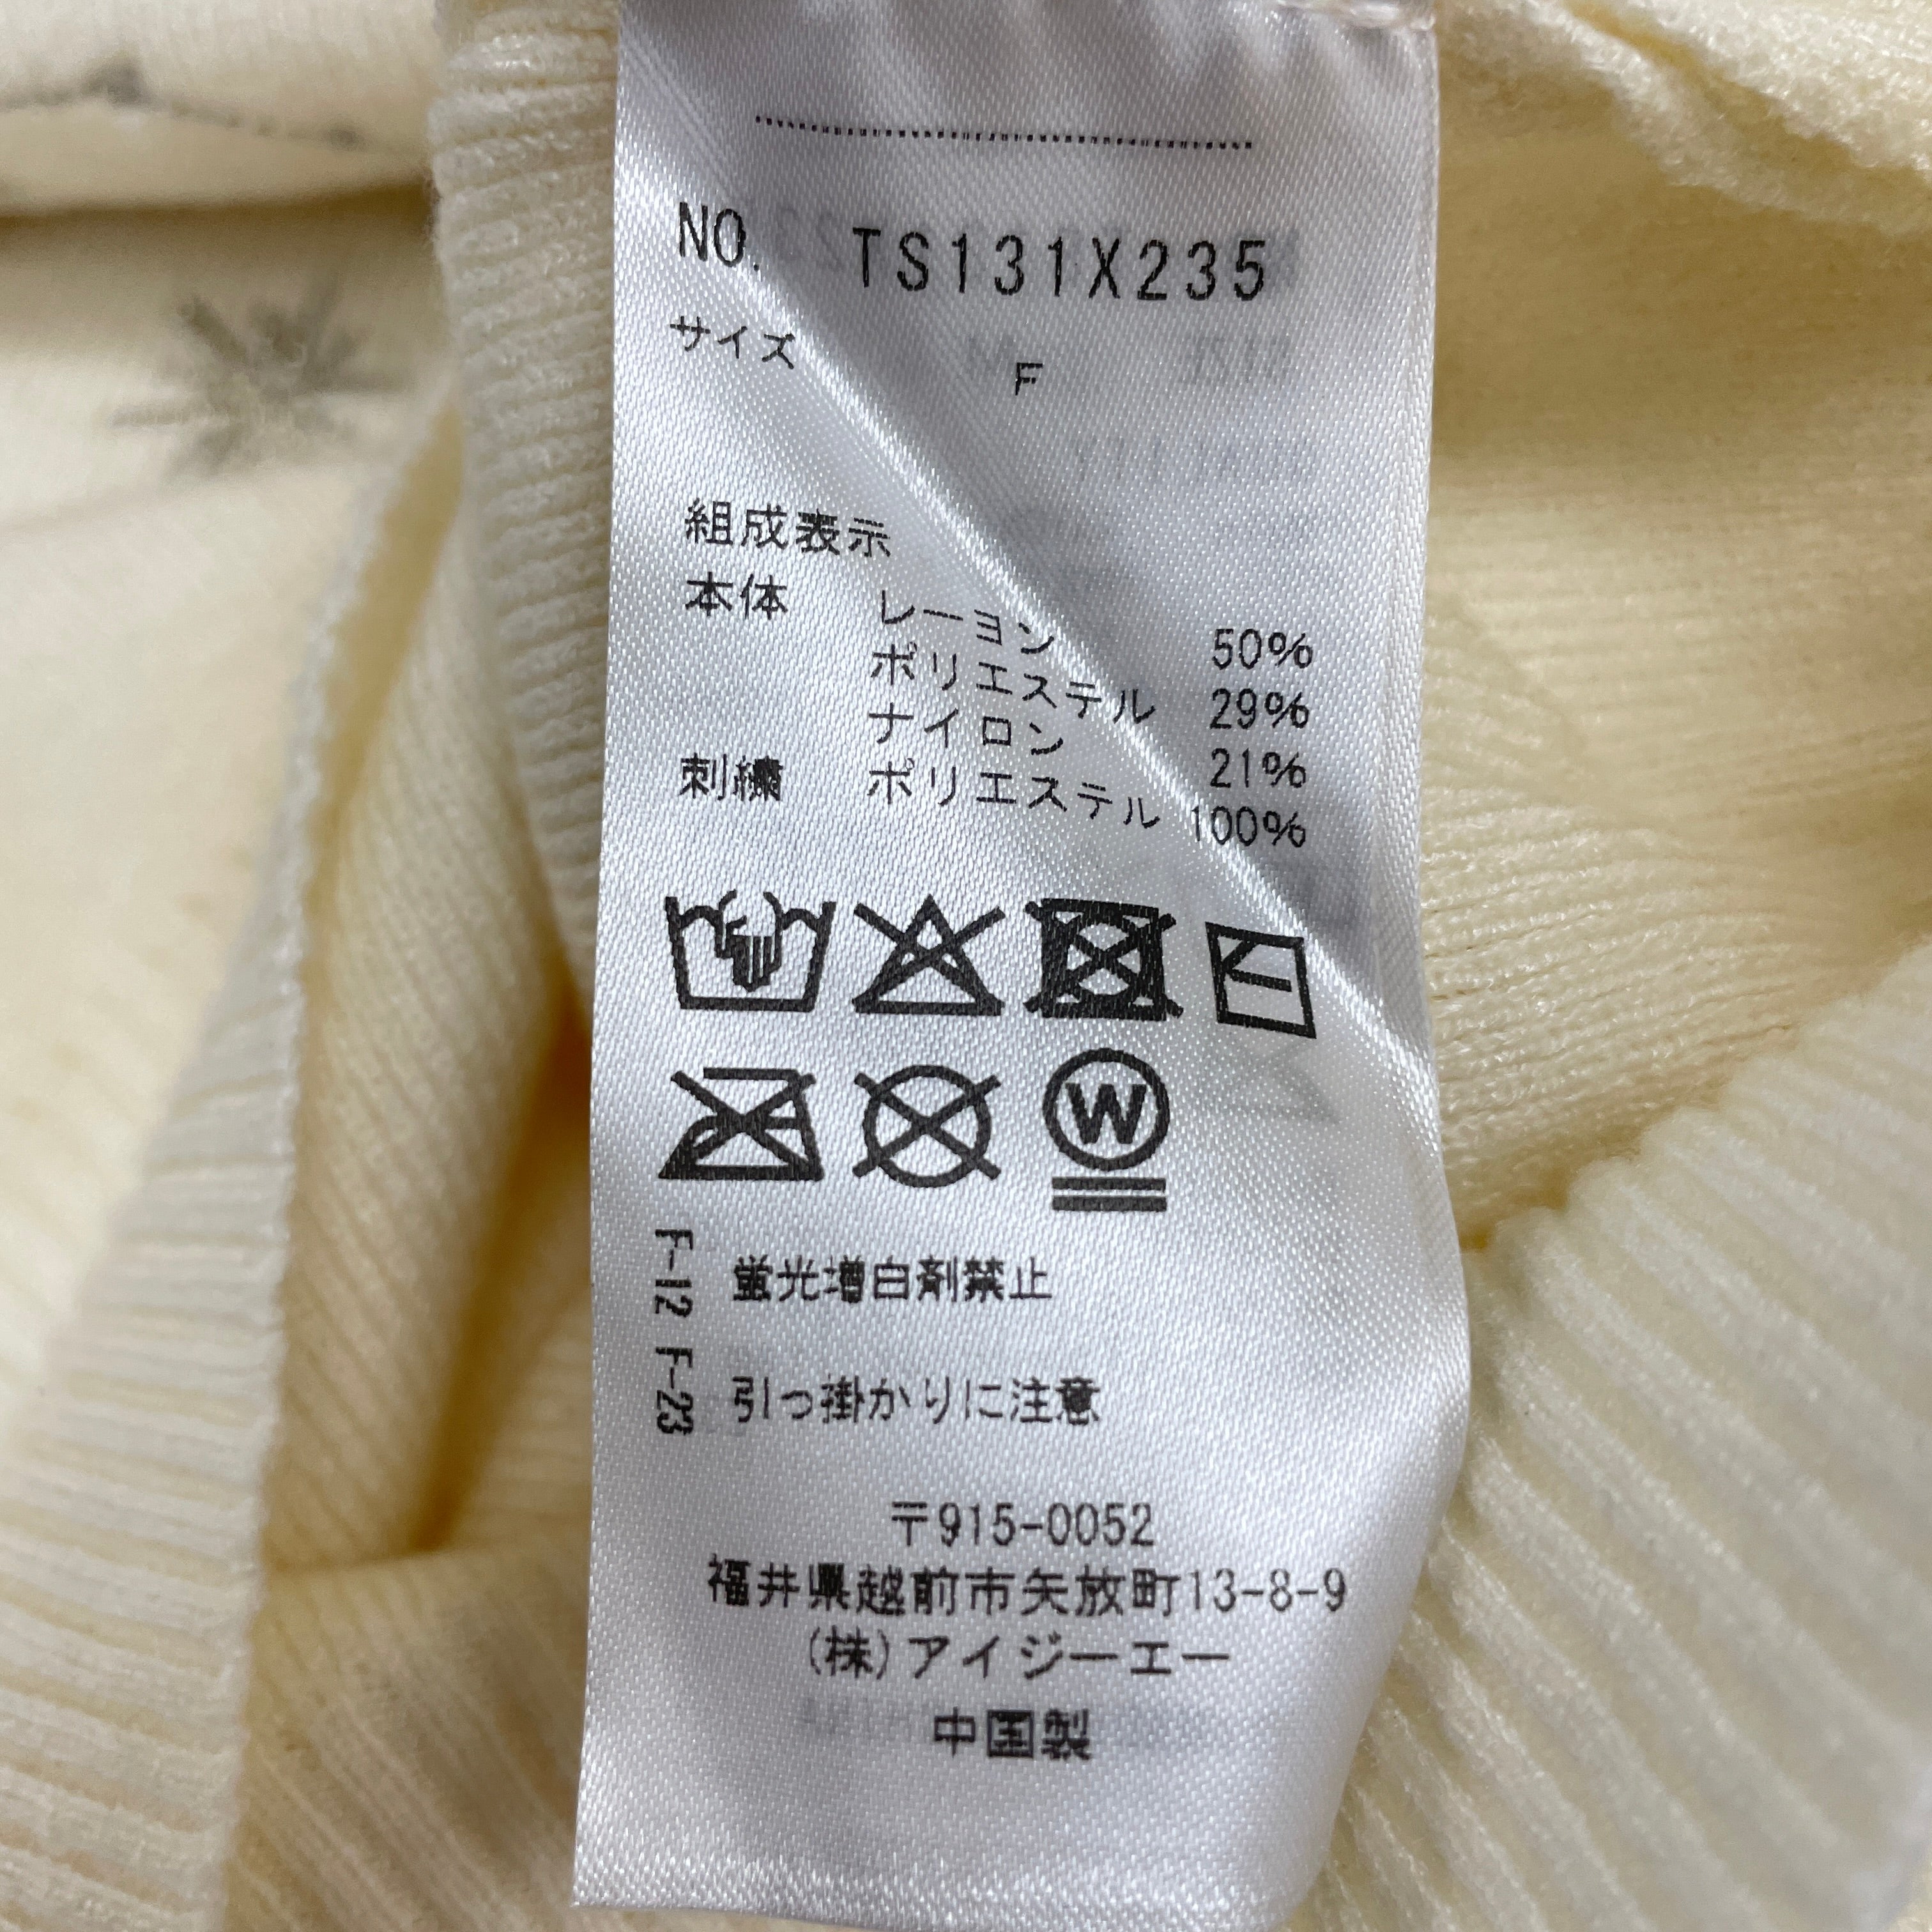 NO. TS131X235
サイズ F
組成表示
本体 レーヨン 50%
ポリエステル 29%
ナイロン 21%
刺繍 ポリエステル 100%
W
F-12 蛍光増白剤禁止
F-23 引っ掛かりに注意
〒915-0052
福井県越前市矢放町13-8-9
(株)アイジーエー
中国製